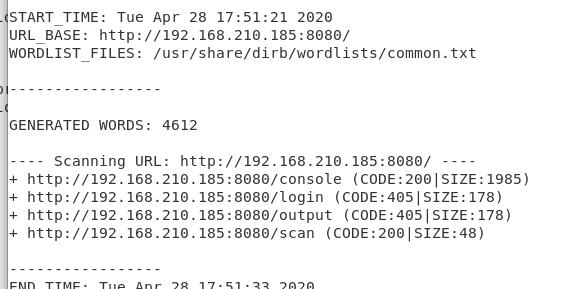 START_TIME: Tue Apr 28 17:51:21 2020
URL_BASE: http://192.168.210.185:8080/
WORDLIST_FILES: /usr/share/dirb/wordlists/common.txt
-----------------
GENERATED WORDS: 4612
---- Scanning URL: http://192.168.210.185:8080/ ----
+ http://192.168.210.185:8080/console (CODE:200|SIZE:1985)
+ http://192.168.210.185:8080/login (CODE:405|SIZE:178)
+ http://192.168.210.185:8080/output (CODE:405|SIZE:178)
+ http://192.168.210.185:8080/scan (CODE:200|SIZE:48)
-----------------
END_TIME: Tue Apr 28 17:51:33 2020